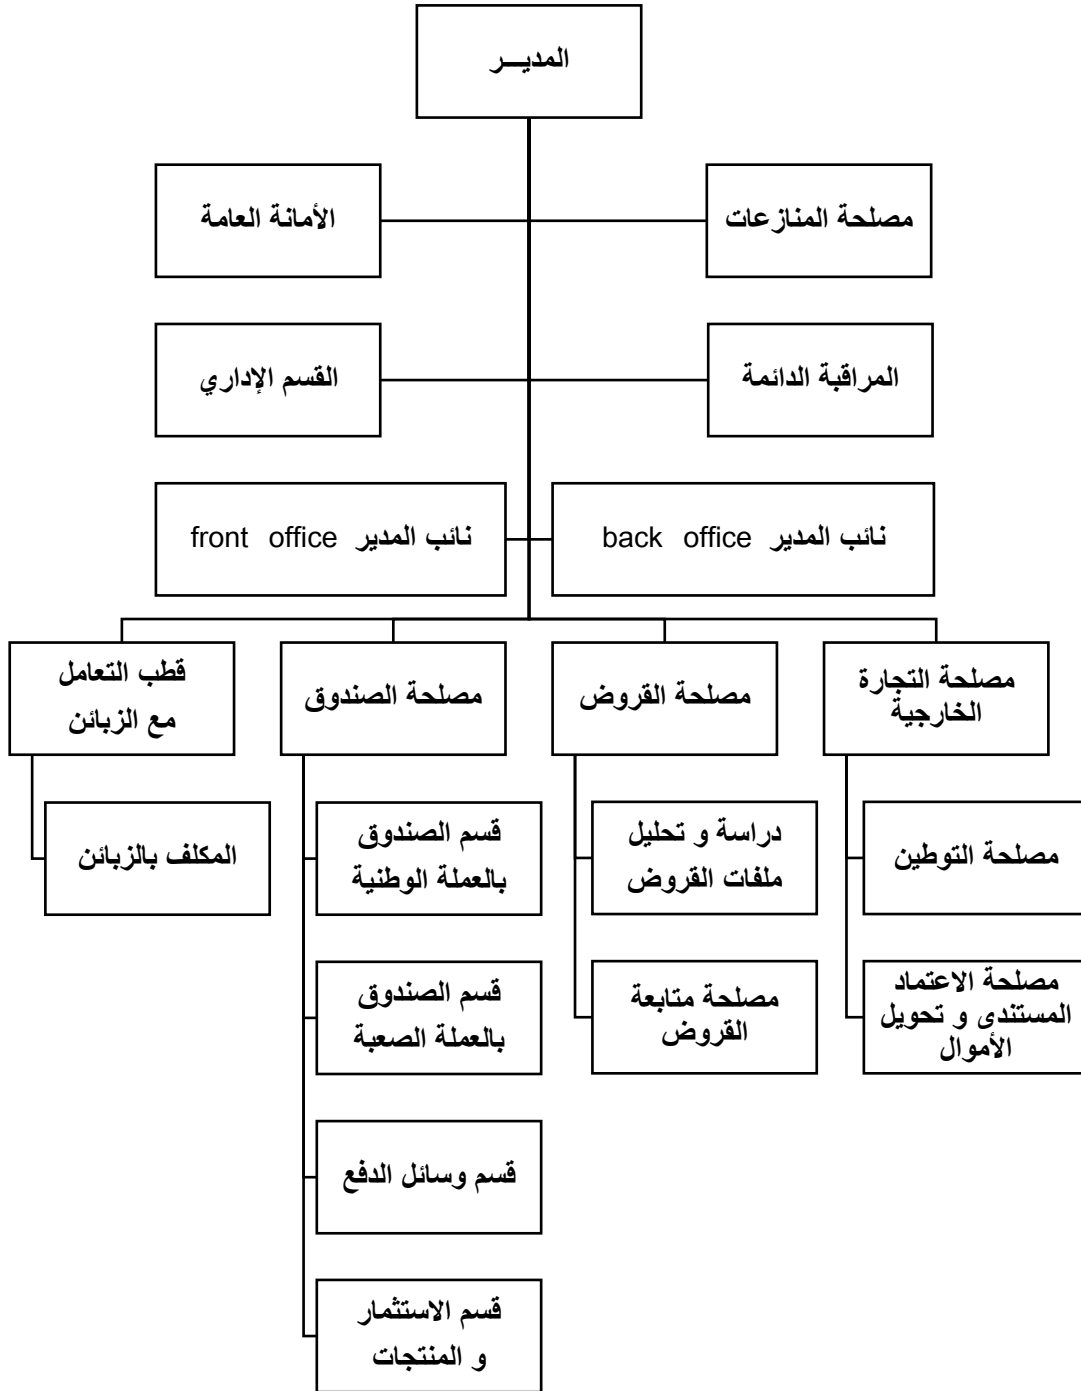 المديـــر
مصلحة المنازعات
الأمانة العامة
المراقبة الدائمة
القسم الإداري
نائب المدير back office
نائب المدير front office
مصلحة التجارة
الخارجية
مصلحة القروض
مصلحة الصندوق
قطب التعامل
مع الزبائن
مصلحة التوطين
دراسة و تحليل
ملفات القروض
قسم الصندوق
بالعملة الوطنية
المكلف بالزبائن
مصلحة الاعتماد
المستندى و تحويل
الأموال
مصلحة متابعة
القروض
قسم الصندوق
بالعملة الصعبة
قسم وسائل الدفع
قسم الاستثمار
و المنتجات